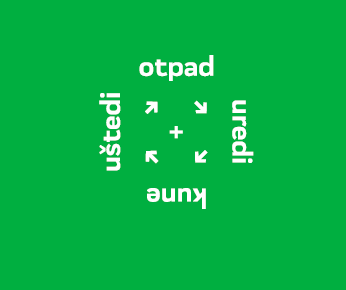 otpad
uredi
kune
uštedi
+